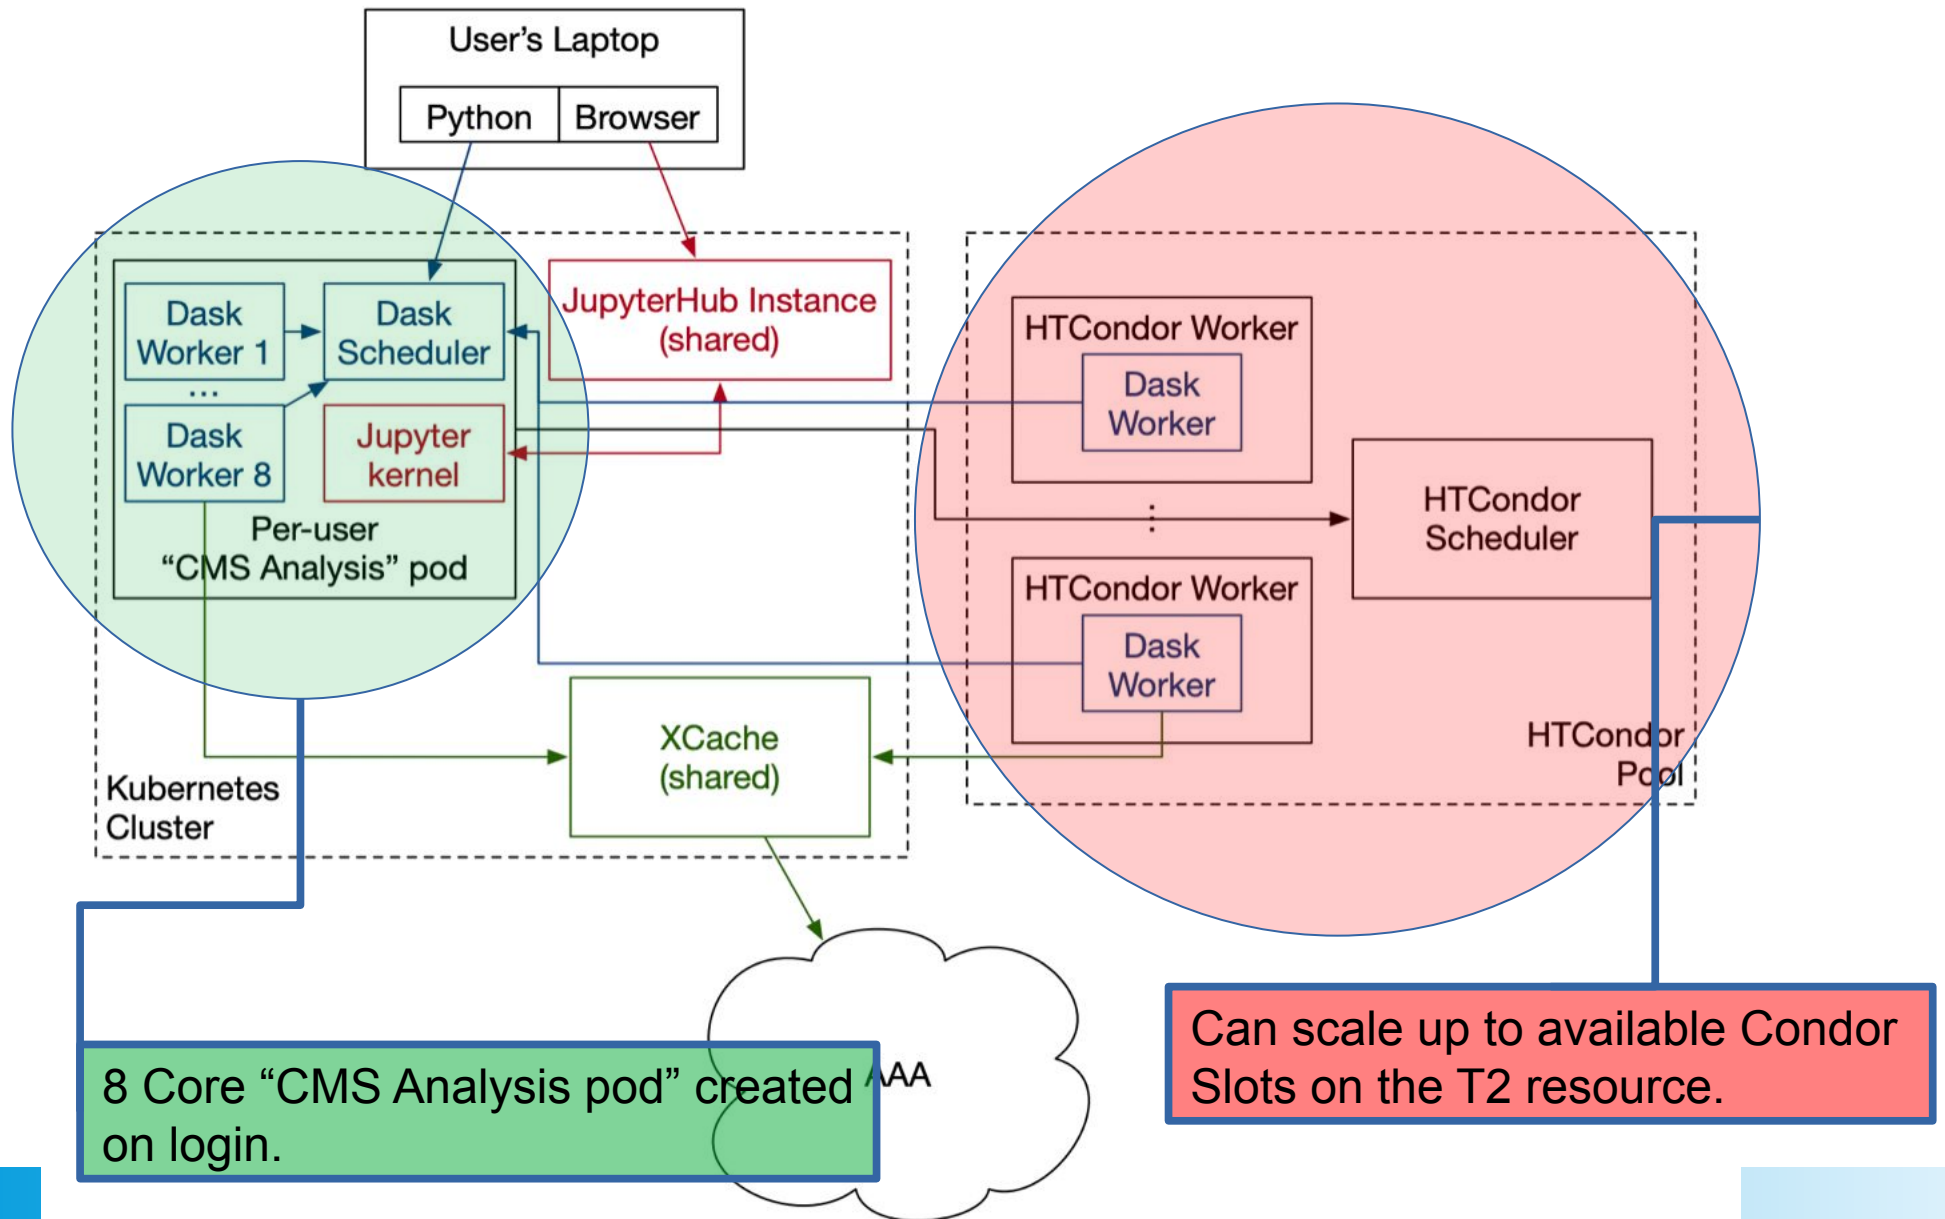 User's Laptop
Python
Browser
Dask
Worker 1
Dask
Scheduler
...
Dask
Worker 8
Jupyter
kernel
Per-user
“CMS Analysis” pod
JupyterHub Instance
(shared)
Kubernetes
Cluster
XCache
(shared)
HTCondor Worker
Dask
Worker
⋮
HTCondor Worker
Dask
Worker
HTCondor
Scheduler
HTCondor
Pool
AAA
8 Core “CMS Analysis pod” created
on login.
Can scale up to available Condor
Slots on the T2 resource.